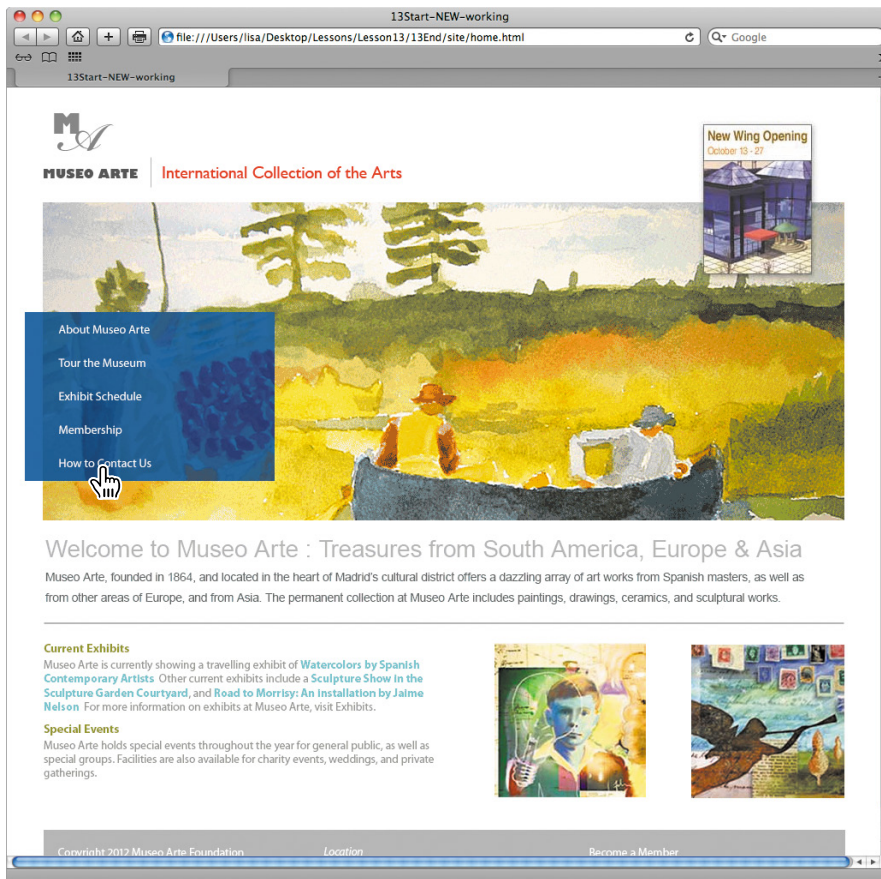 13Start-NEW-working
file:///Users/lisa/Desktop/Lessons/Lesson13/13End/site/home.html
Google
13Start-NEW-working
MA
MUSEO ARTE
International Collection of the Arts
New Wing Opening
October 13 - 27
About Museo Arte
Tour the Museum
Exhibit Schedule
Membership
How to Contact Us
Welcome to Museo Arte : Treasures from South America, Europe & Asia
Museo Arte, founded in 1864, and located in the heart of Madrid's cultural district offers a dazzling array of art works from Spanish masters, as well as
from other areas of Europe, and from Asia. The permanent collection at Museo Arte includes paintings, drawings, ceramics, and sculptural works.
Current Exhibits
Museo Arte is currently showing a travelling exhibit of Watercolors by Spanish
Contemporary Artists Other current exhibits include a Sculpture Show in the
Sculpture Garden Courtyard, and Road to Morrisy: An installation by Jaime
Nelson For more information on exhibits at Museo Arte, visit Exhibits.
Special Events
Museo Arte holds special events throughout the year for general public, as well as
special groups. Facilities are also available for charity events, weddings, and private
gatherings.
Copyright 2012 Museo Arte Foundation
Location
Become a Member